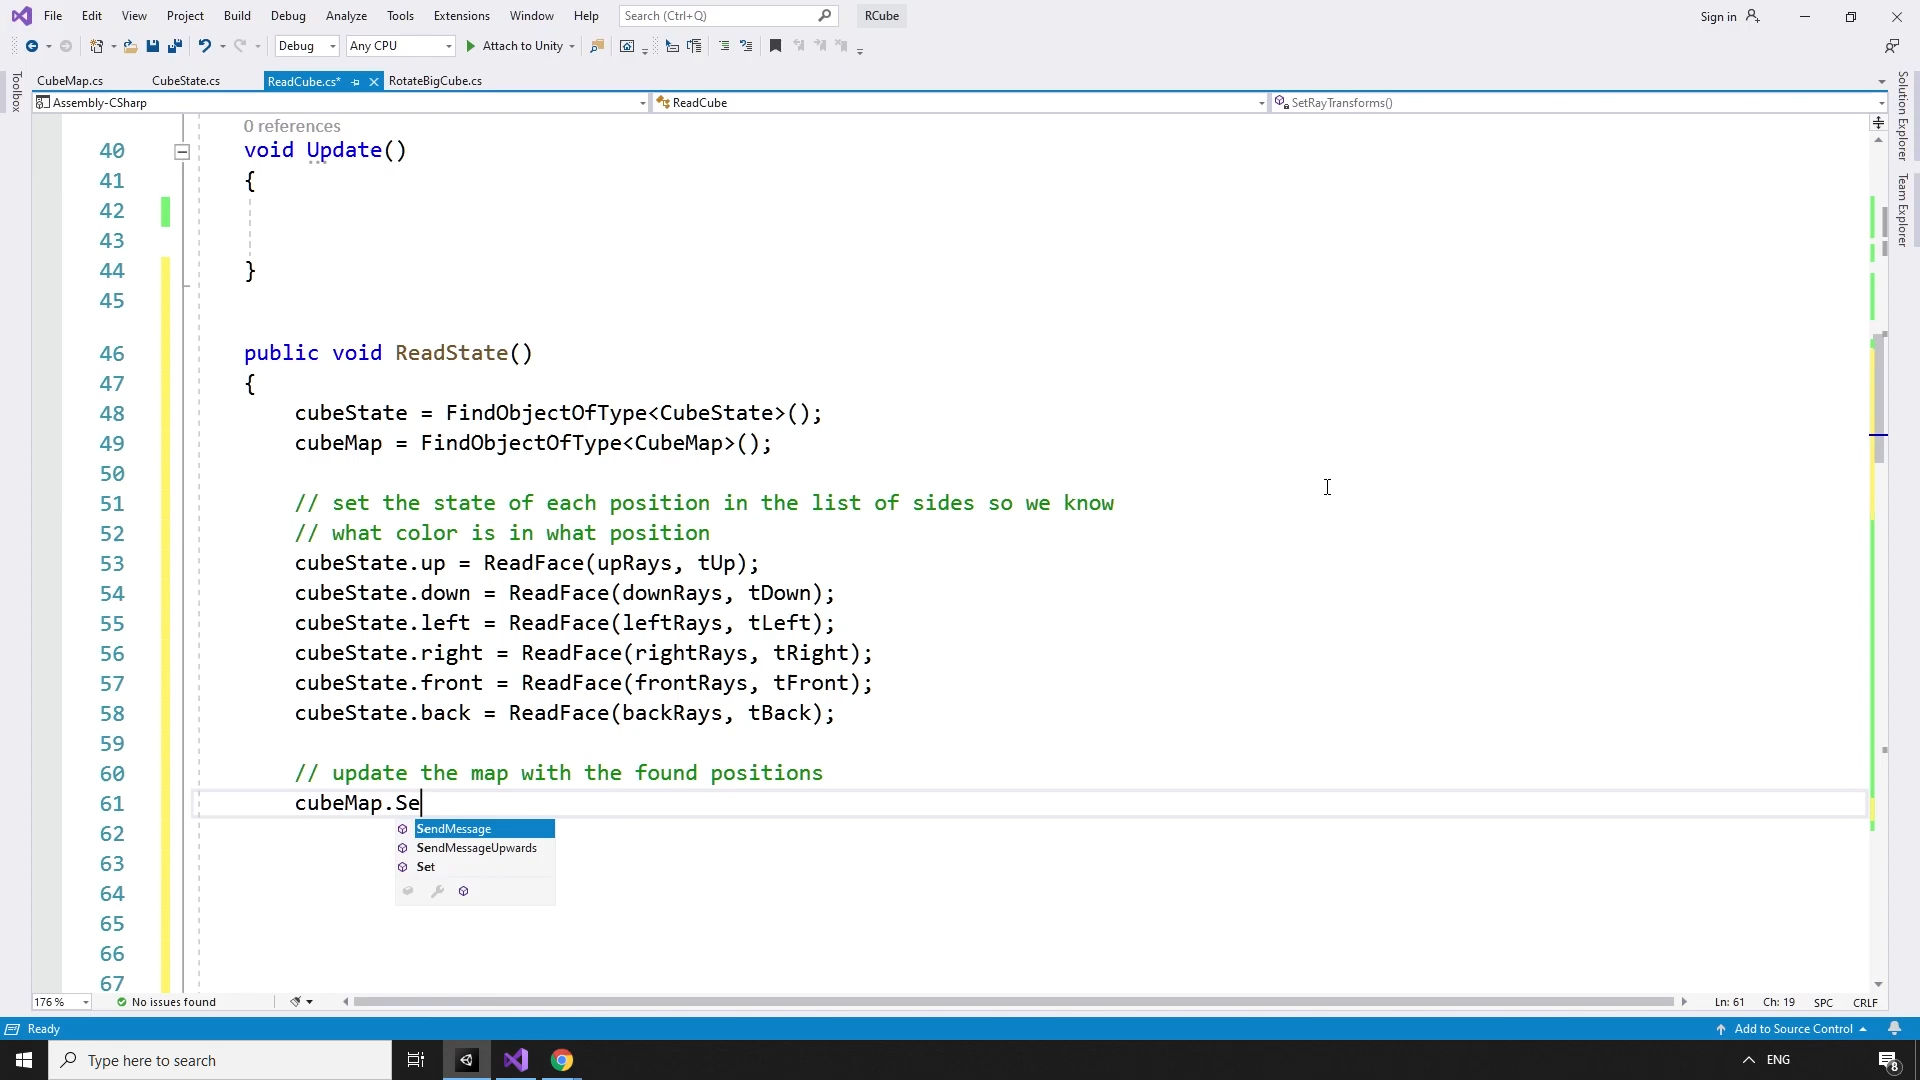 File Edit View Project Build Debug Analyze Tools Extensions Window Help Search (Ctrl+Q) RCube Sign in
Debug Any CPU Attach to Unity
CubeMap.cs CubeState.cs ReadCube.cs* RotateBigCube.cs
Assembly-CSharp ReadCube SetRayTransforms()
Toolbox
Solution Explorer
Team Explorer
0 references
40 void Update()
41 {
42
43
44 }
45
46 public void ReadState()
47 {
48 cubeState = FindObjectOfType<CubeState>();
49 cubeMap = FindObjectOfType<CubeMap>();
50
51 // set the state of each position in the list of sides so we know
52 // what color is in what position
53 cubeState.up = ReadFace(upRays, tUp);
54 cubeState.down = ReadFace(downRays, tDown);
55 cubeState.left = ReadFace(leftRays, tLeft);
56 cubeState.right = ReadFace(rightRays, tRight);
57 cubeState.front = ReadFace(frontRays, tFront);
58 cubeState.back = ReadFace(backRays, tBack);
59
60 // update the map with the found positions
61 cubeMap.Se
SendMessage
62
SendMessageUpwards
63
Set
64
65
66
67
176 % No issues found Ln: 61 Ch: 19 SPC CRLF
Ready Add to Source Control
Type here to search ENG 8